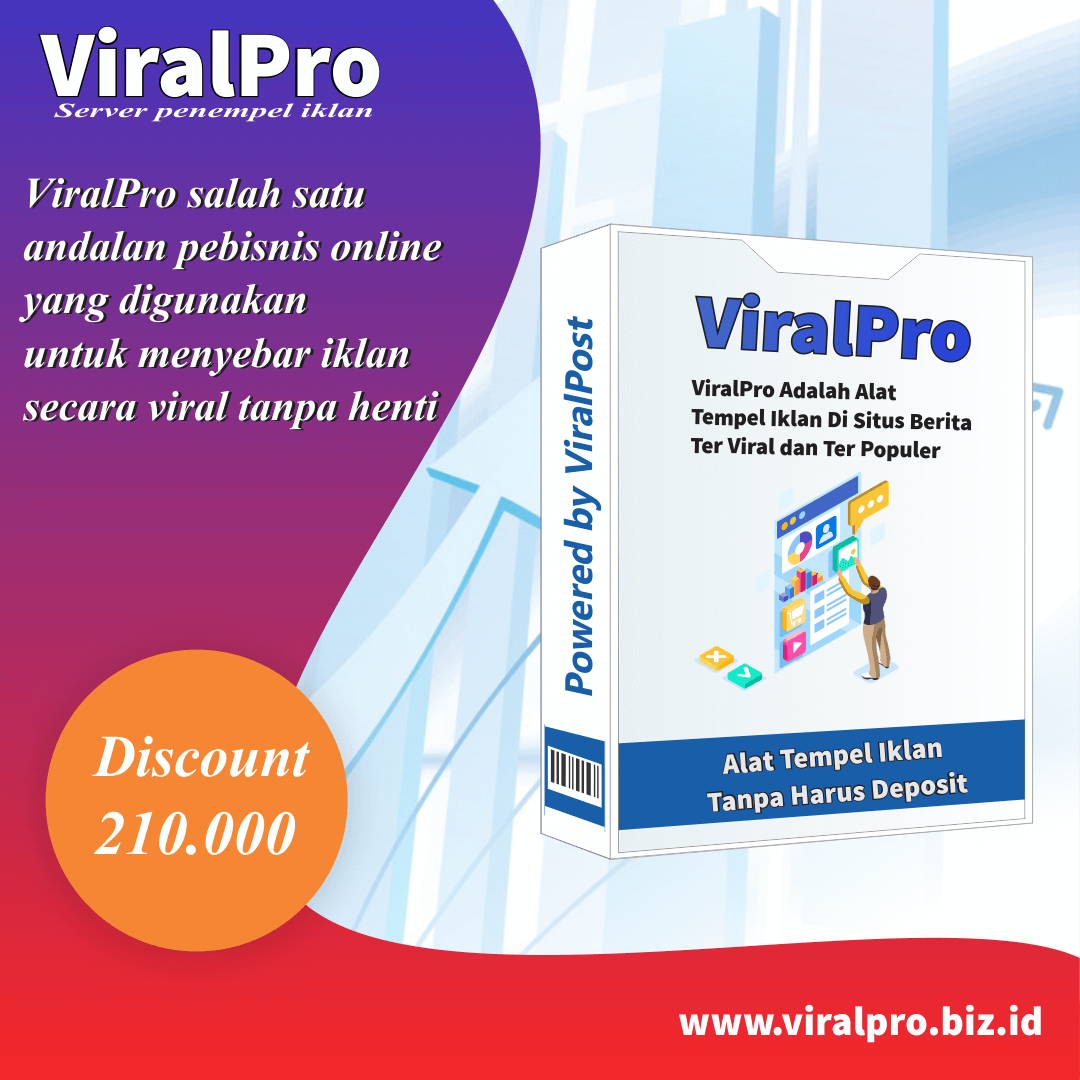 ViralPro
Server penempel iklan
ViralPro salah satu
andalan pebisnis online
yang digunakan
untuk menyebar iklan
secara viral tanpa henti
Powered by ViralPost
ViralPro
ViralPro Adalah Alat
Tempel Iklan Di Situs Berita
Ter Viral dan Ter Populer
Alat Tempel Iklan
Tanpa Harus Deposit
Discount
210.000
www.viralpro.biz.id